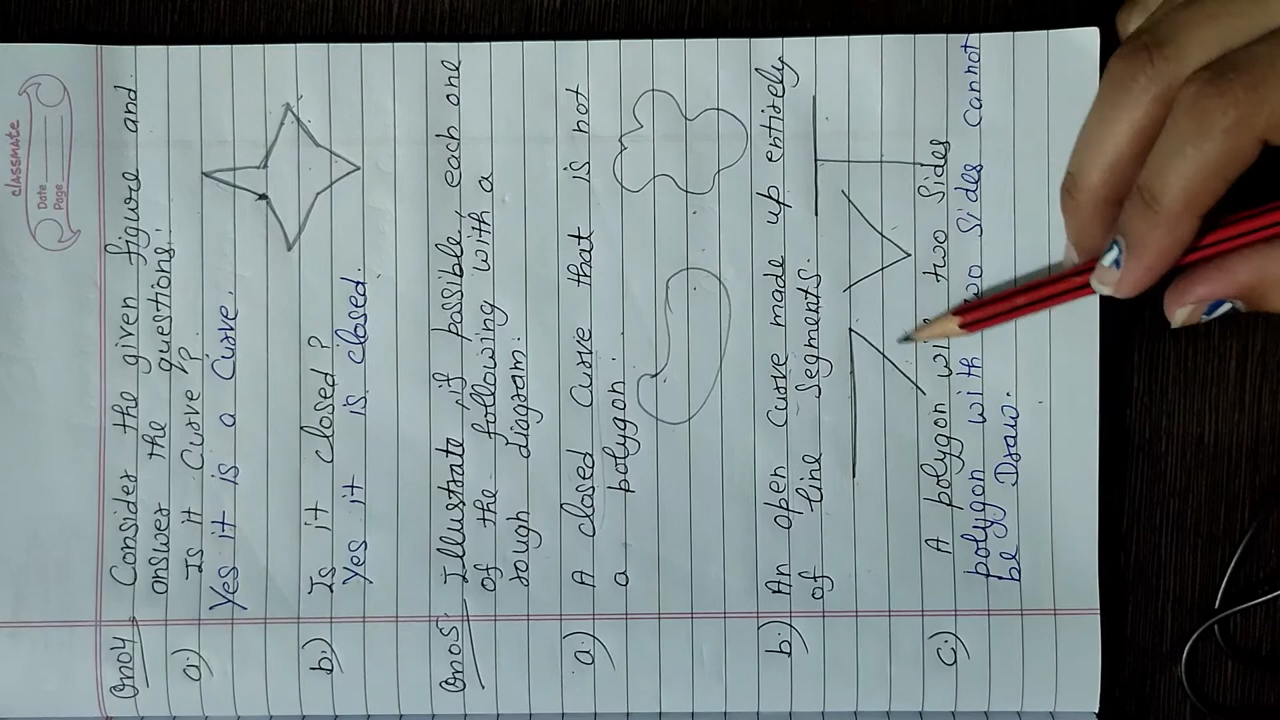 classmate
Date
Page
Qno4 Consider the given figure and
answer the questions:
a.) Is it Curve?
Yes it is a Curve.
b.) Is it closed?
Yes it is closed.
Qno5. Illustrate, if possible, each one
of the following with a
rough diagram:
a.) A closed Curve that is not
a polygon:
b.) An open Curve made up entirely
of line Segments.
c.) A polygon with two Sides
polygon with two Sides cannot
be Draw.